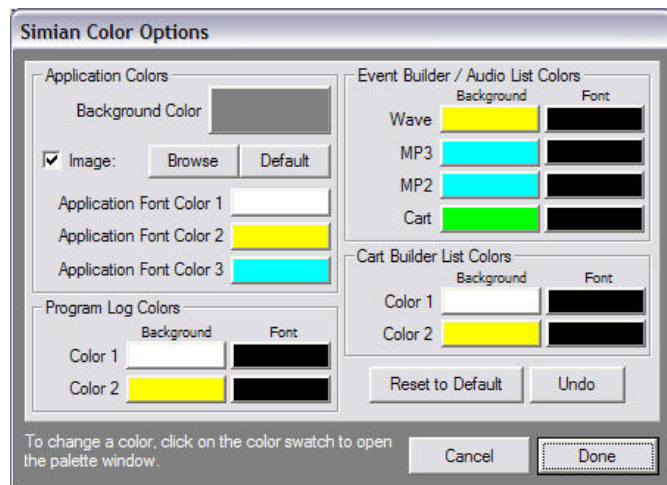 Simian Color Options
Application Colors
Background Color
Image:
Browse
Default
Application Font Color 1
Application Font Color 2
Application Font Color 3
Program Log Colors
Background Font
Color 1
Color 2
Event Builder / Audio List Colors
Background Font
Wave
MP3
MP2
Cart
Cart Builder List Colors
Background Font
Color 1
Color 2
Reset to Default
Undo
To change a color, click on the color swatch to open
the palette window.
Cancel
Done